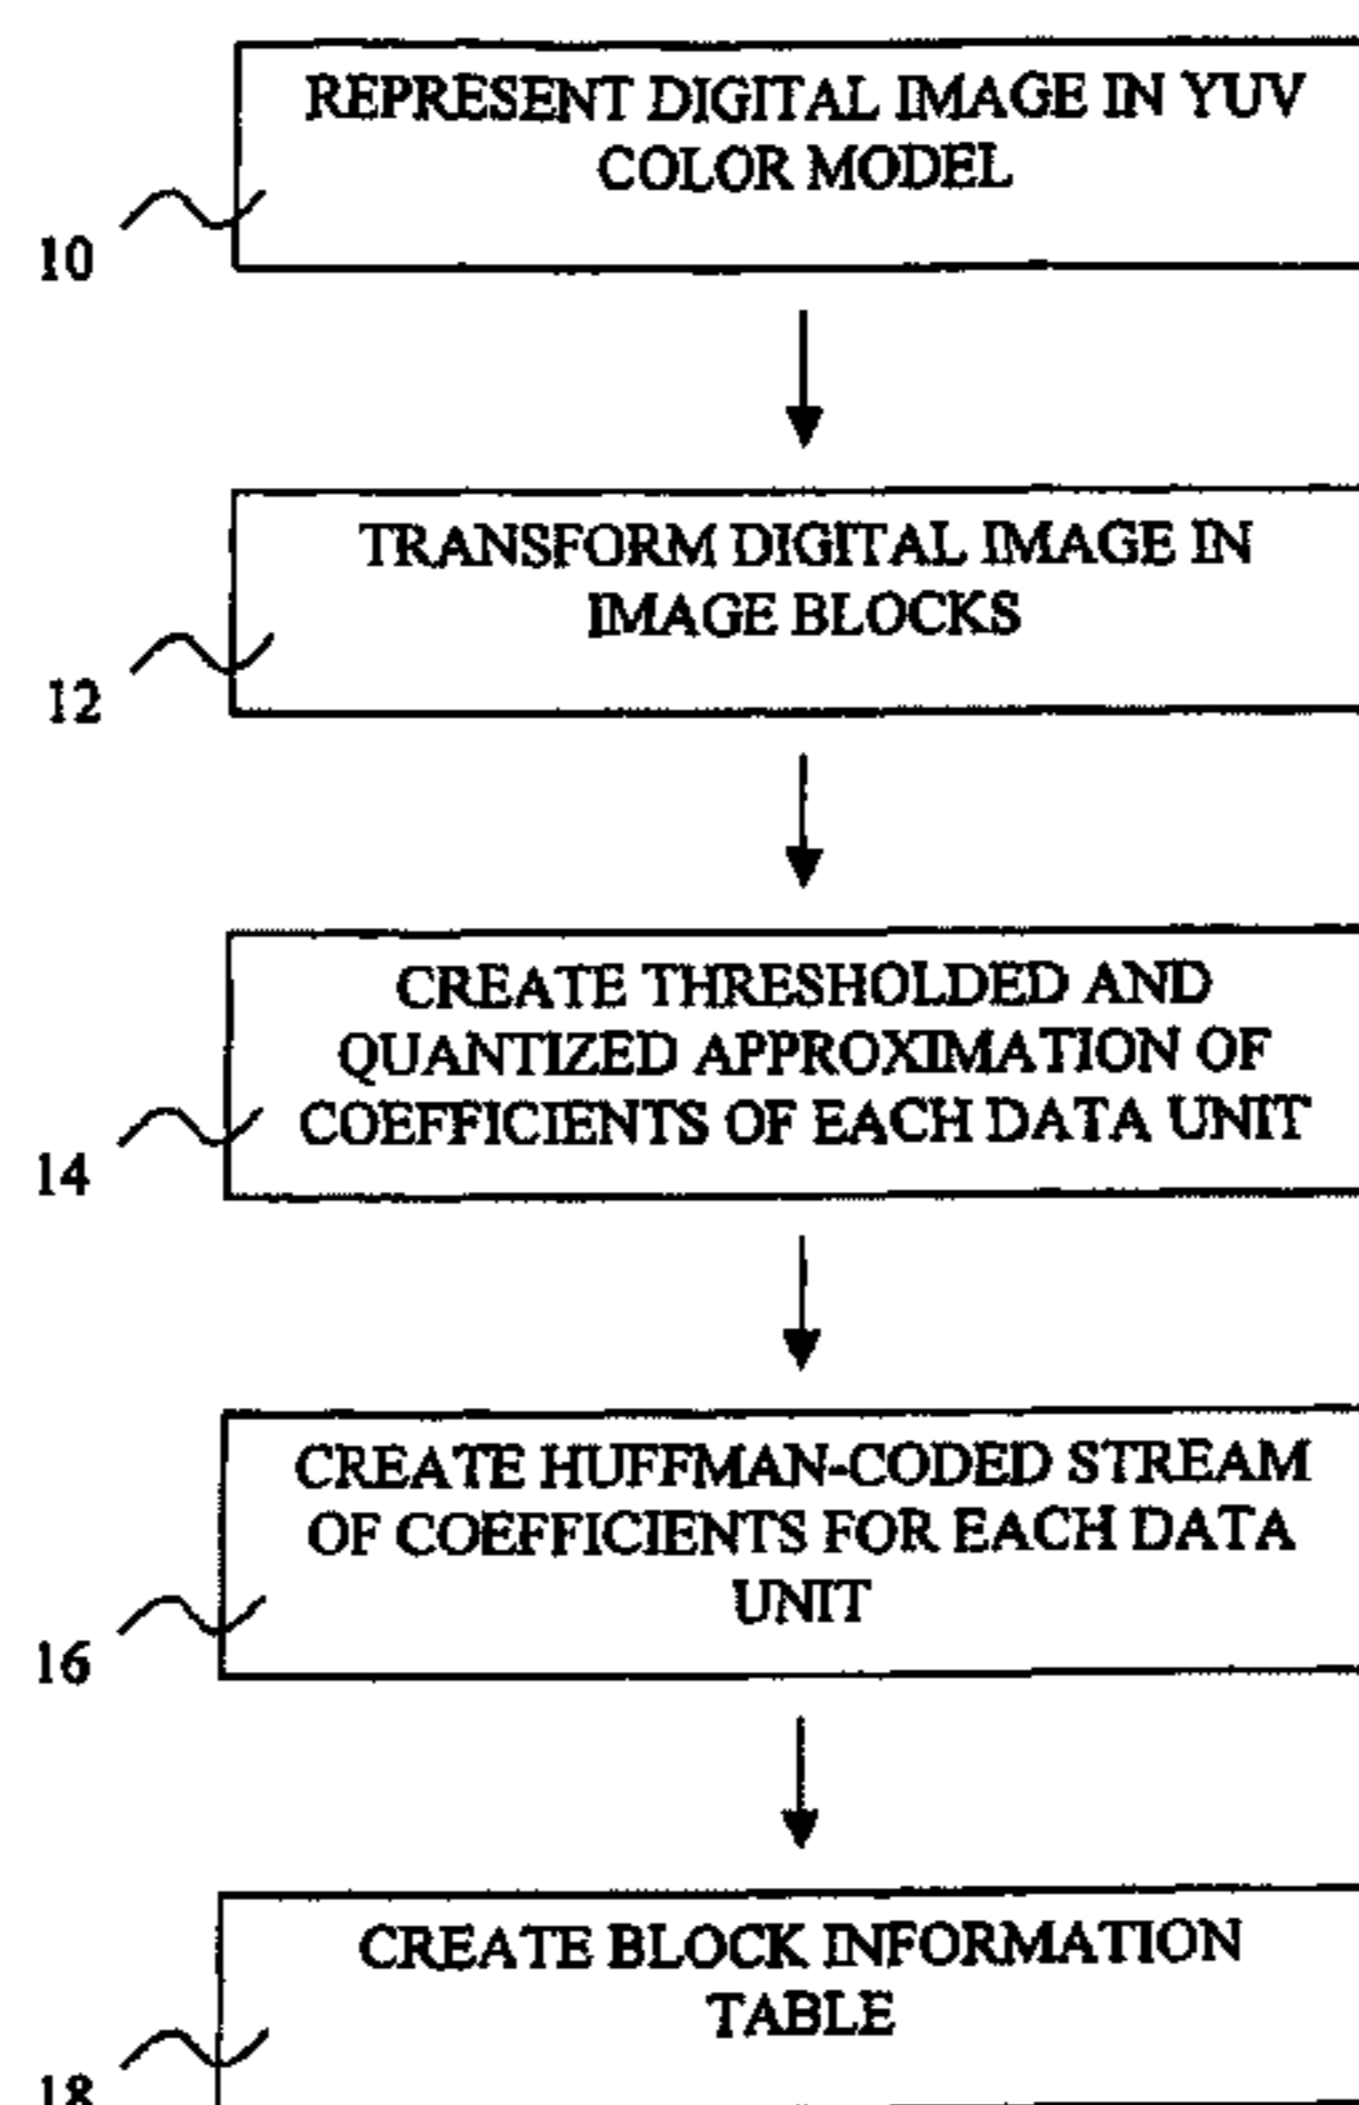 REPRESENT DIGITAL IMAGE IN YUV
COLOR MODEL
10
TRANSFORM DIGITAL IMAGE IN
IMAGE BLOCKS
12
CREATE THRESHOLDED AND
QUANTIZED APPROXIMATION OF
COEFFICIENTS OF EACH DATA UNIT
14
CREATE HUFFMAN-CODED STREAM
OF COEFFICIENTS FOR EACH DATA
UNIT
16
CREATE BLOCK INFORMATION
TABLE
18